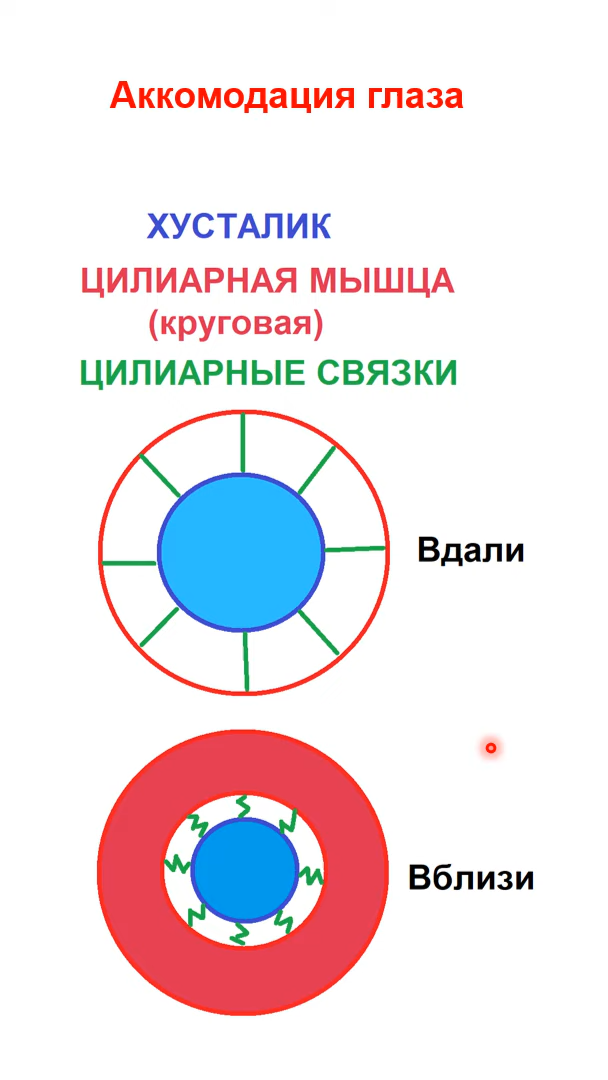 Аккомодация глаза
ХУСТАЛИК
ЦИЛИАРНАЯ МЫШЦА
(круговая)
ЦИЛИАРНЫЕ СВЯЗКИ
Вдали
Вблизи